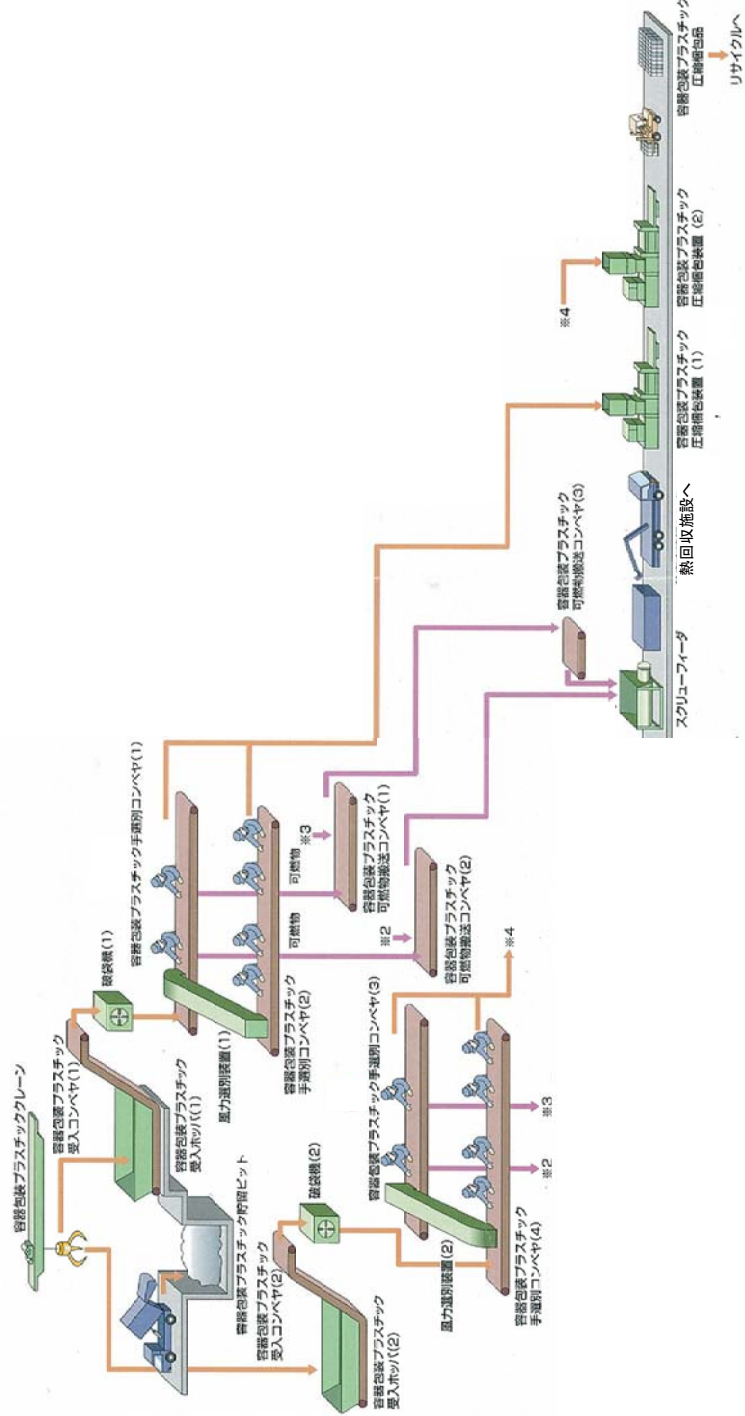 容器包装プラスチッククレーン
容器包装プラスチック
受入コンベヤ(1)
破袋機(1)
容器包装プラスチック手選別コンベヤ(1)
容器包装プラスチック
受入ホッパ(1)
風力選別装置(1)
容器包装プラスチック
手選別コンベヤ(2)
可燃物
可燃物
※3
※2
容器包装プラスチック
可燃物搬送コンベヤ(1)
容器包装プラスチック
可燃物搬送コンベヤ(2)
容器包装プラスチック貯留ピット
容器包装プラスチック
受入コンベヤ(2)
破袋機(2)
容器包装プラスチック手選別コンベヤ(3)
容器包装プラスチック
受入ホッパ(2)
風力選別装置(2)
容器包装プラスチック
手選別コンベヤ(4)
※4
※2
※3
容器包装プラスチック
可燃物搬送コンベヤ(3)
※4
スクリューフィーダ
熱回収施設へ
容器包装プラスチック
圧縮梱包装置(1)
容器包装プラスチック
圧縮梱包装置(2)
容器包装プラスチック
圧縮梱包品
リサイクルへ